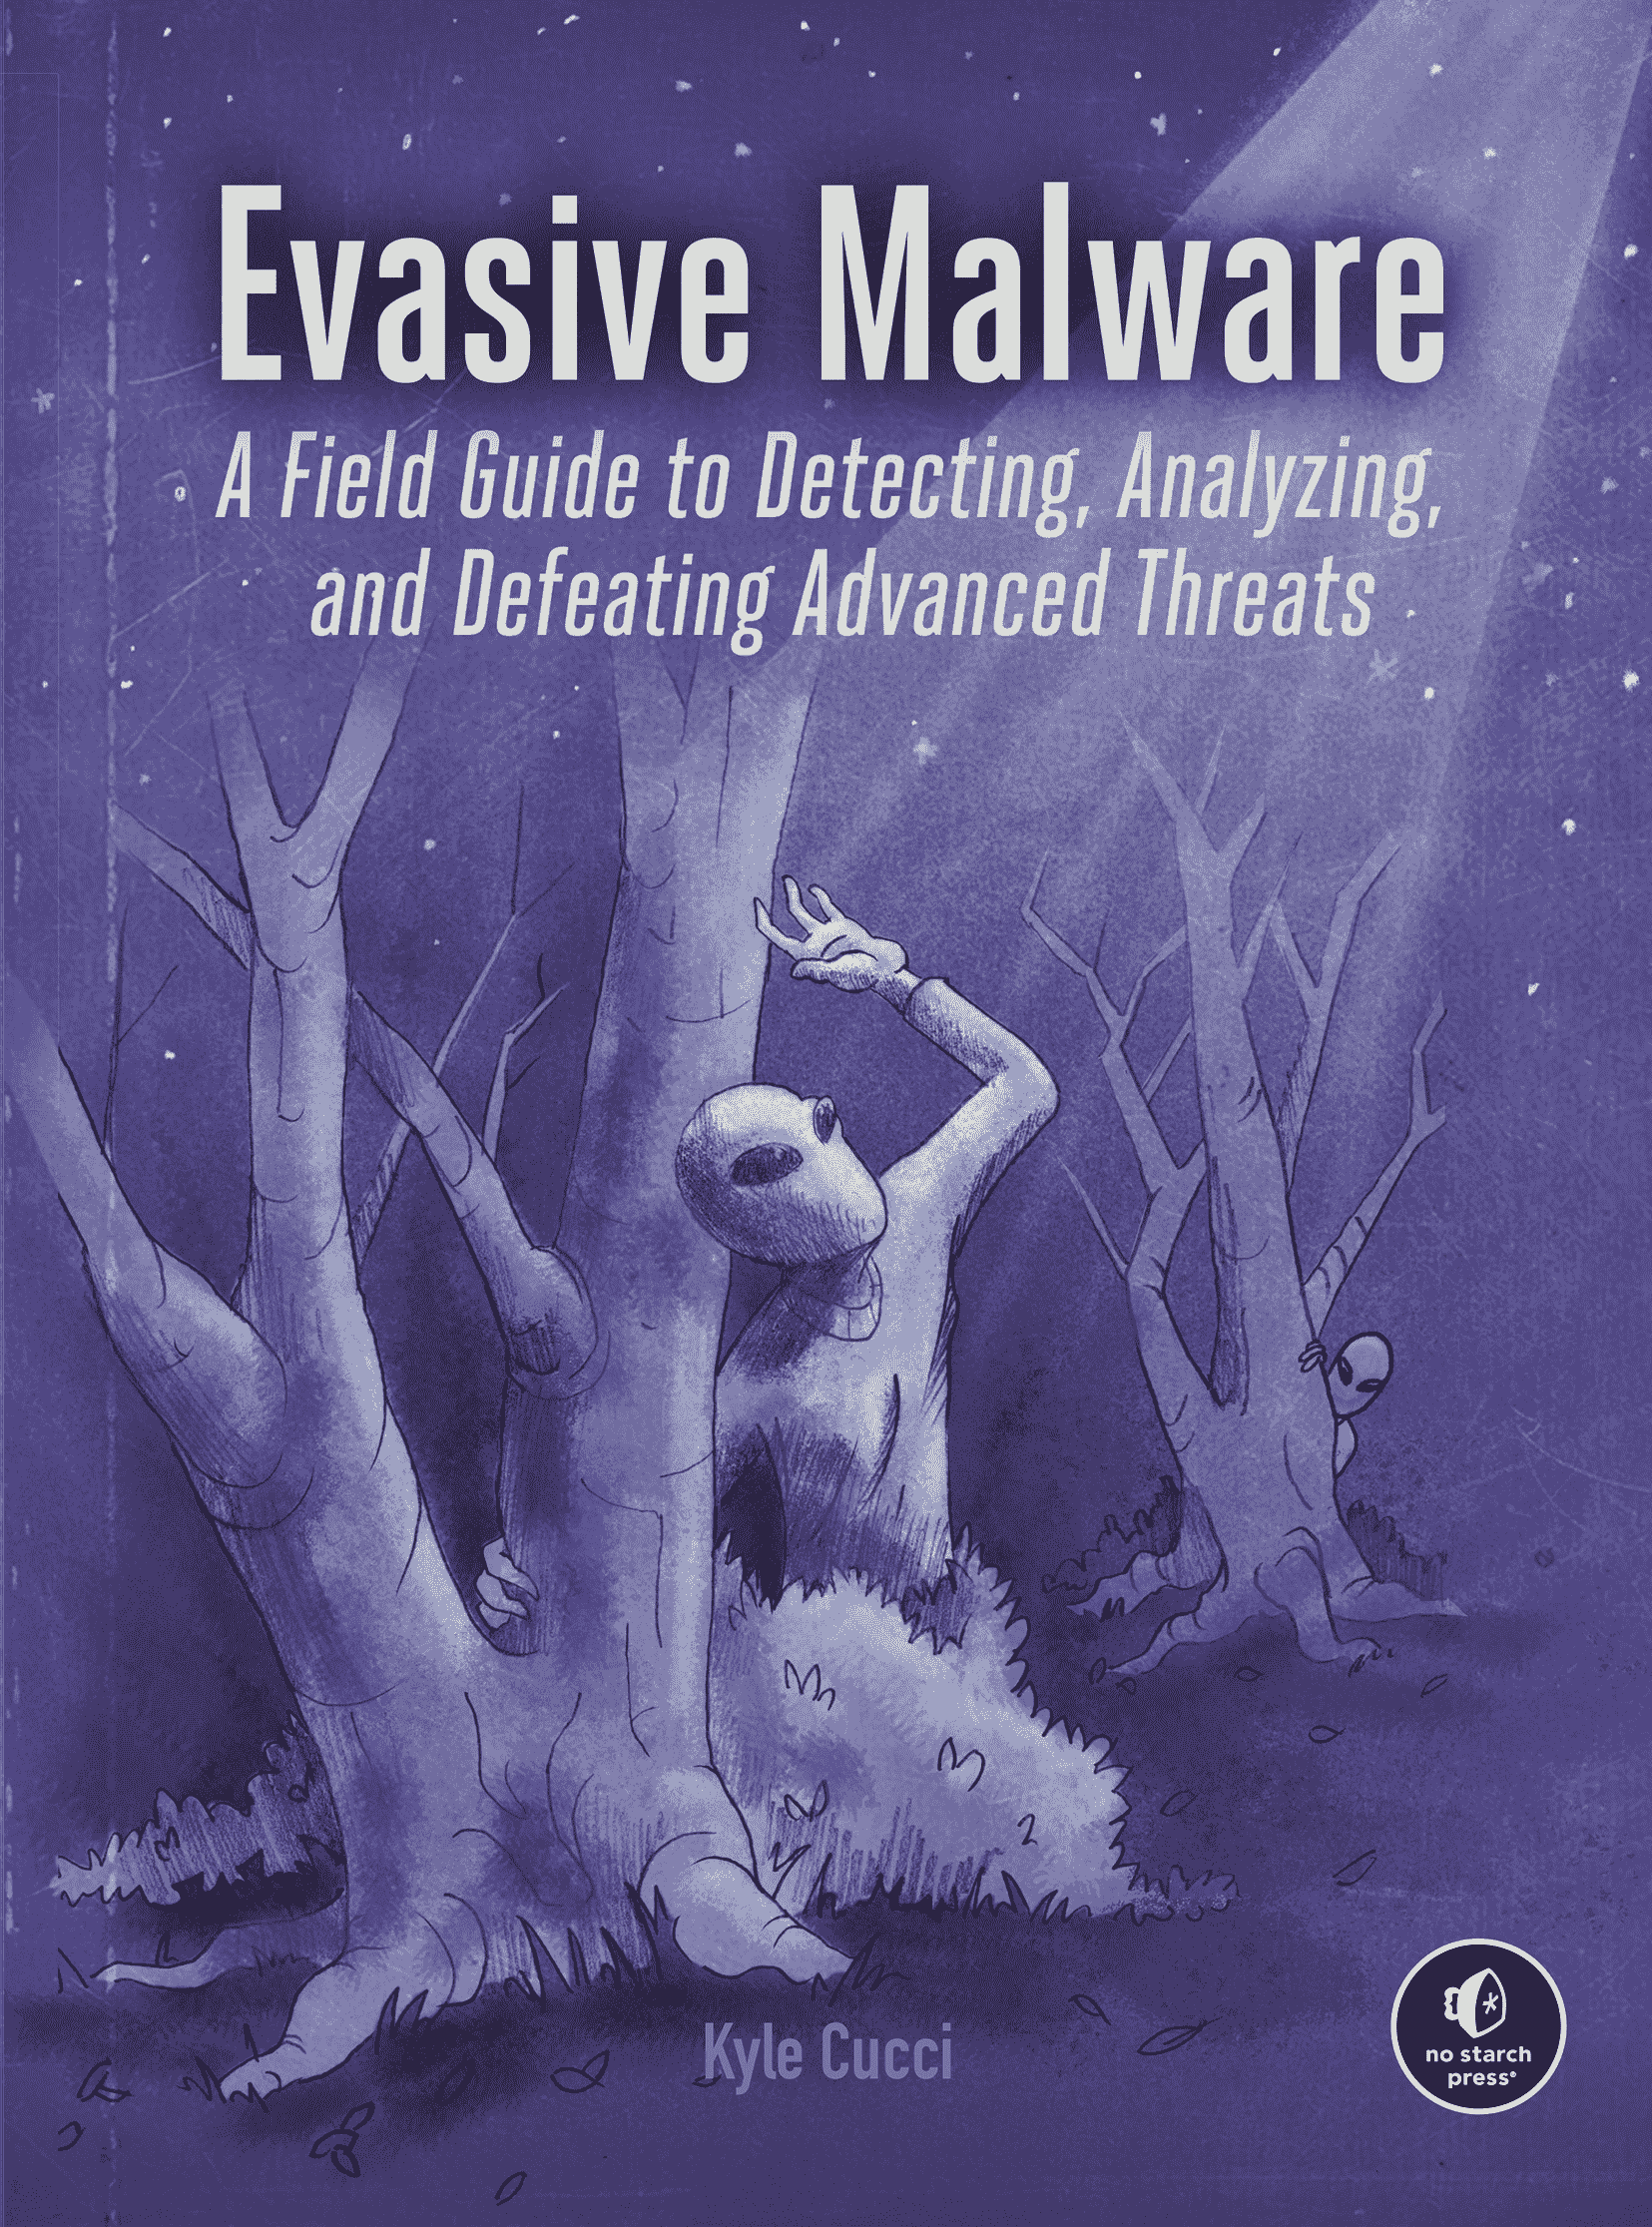 Evasive Malware
A Field Guide to Detecting, Analyzing,
and Defeating Advanced Threats
Kyle Cucci
no starch
press®